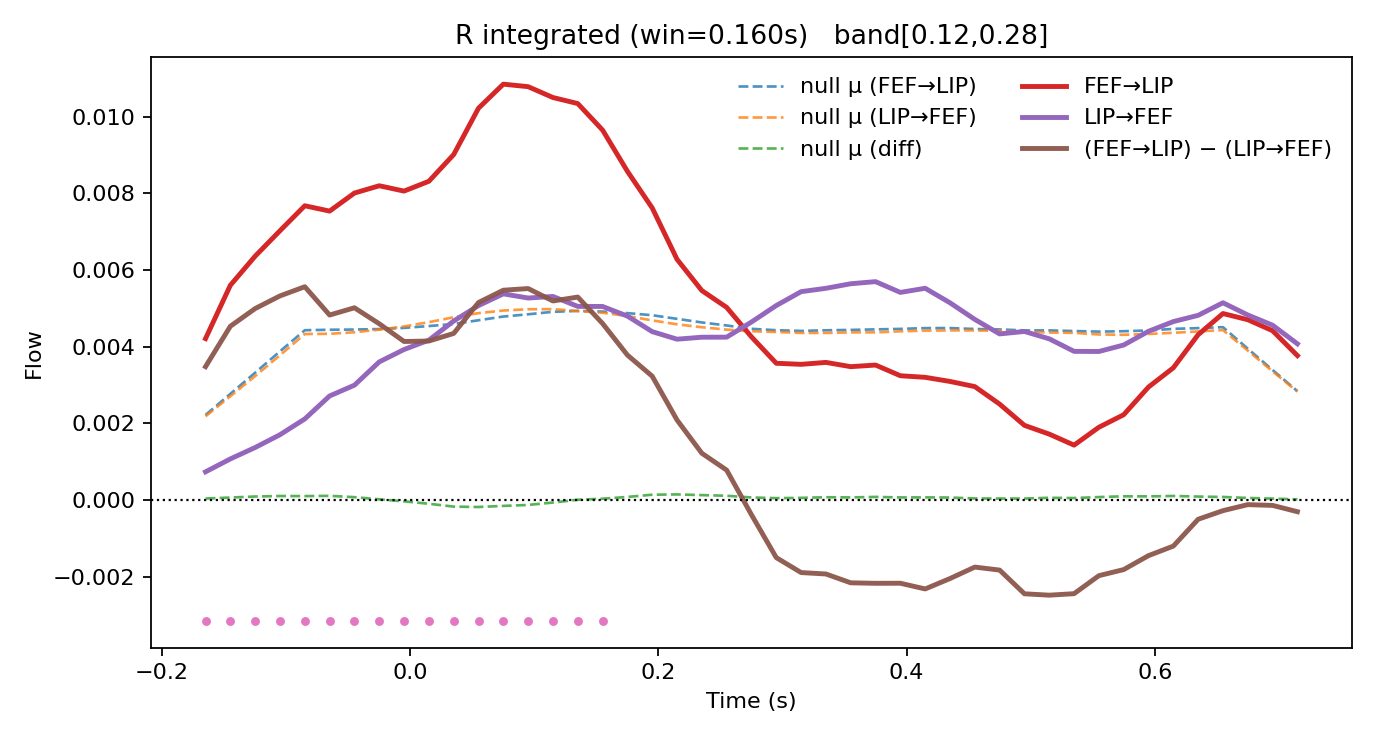 R integrated (win=0.160s)   band[0.12,0.28]
null μ (FEF→LIP)
null μ (LIP→FEF)
null μ (diff)
FEF→LIP
LIP→FEF
(FEF→LIP) − (LIP→FEF)
Flow
0.010
0.008
0.006
0.004
0.002
0.000
−0.002
−0.2
0.0
0.2
0.4
0.6
Time (s)